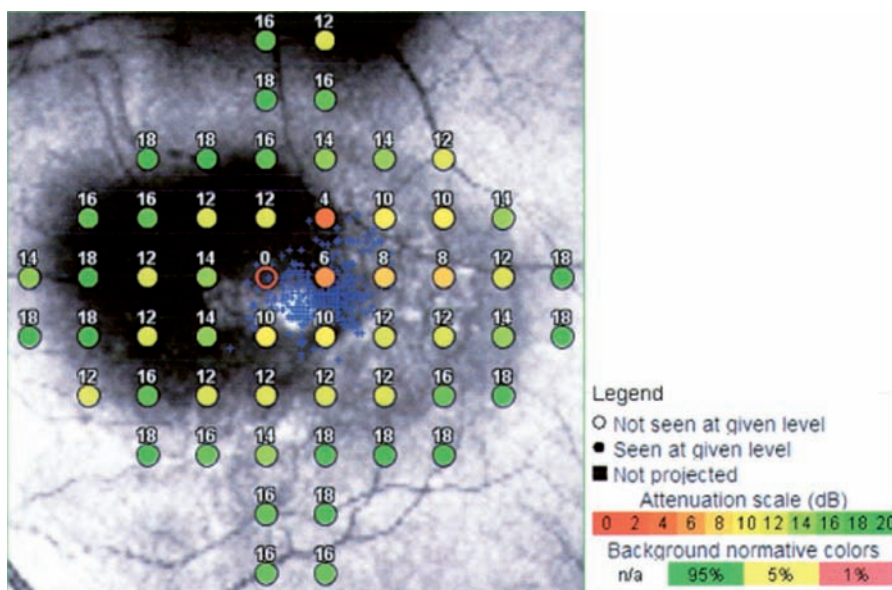 16 12
18 16
18 18 16 14 14 12
16 16 12 12 4 10 10 14
14 18 12 14 0 6 8 8 12 18
18 18 12 14 10 10 12 12 14 18
12 16 12 12 12 12 16 18
18 16 14 18 18 18
16 18
16 16
Legend
Not seen at given level
Seen at given level
Not projected
Attenuation scale (dB)
0 2 4 6 8 10 12 14 16 18 20
Background normative colors
n/a 95% 5% 1%